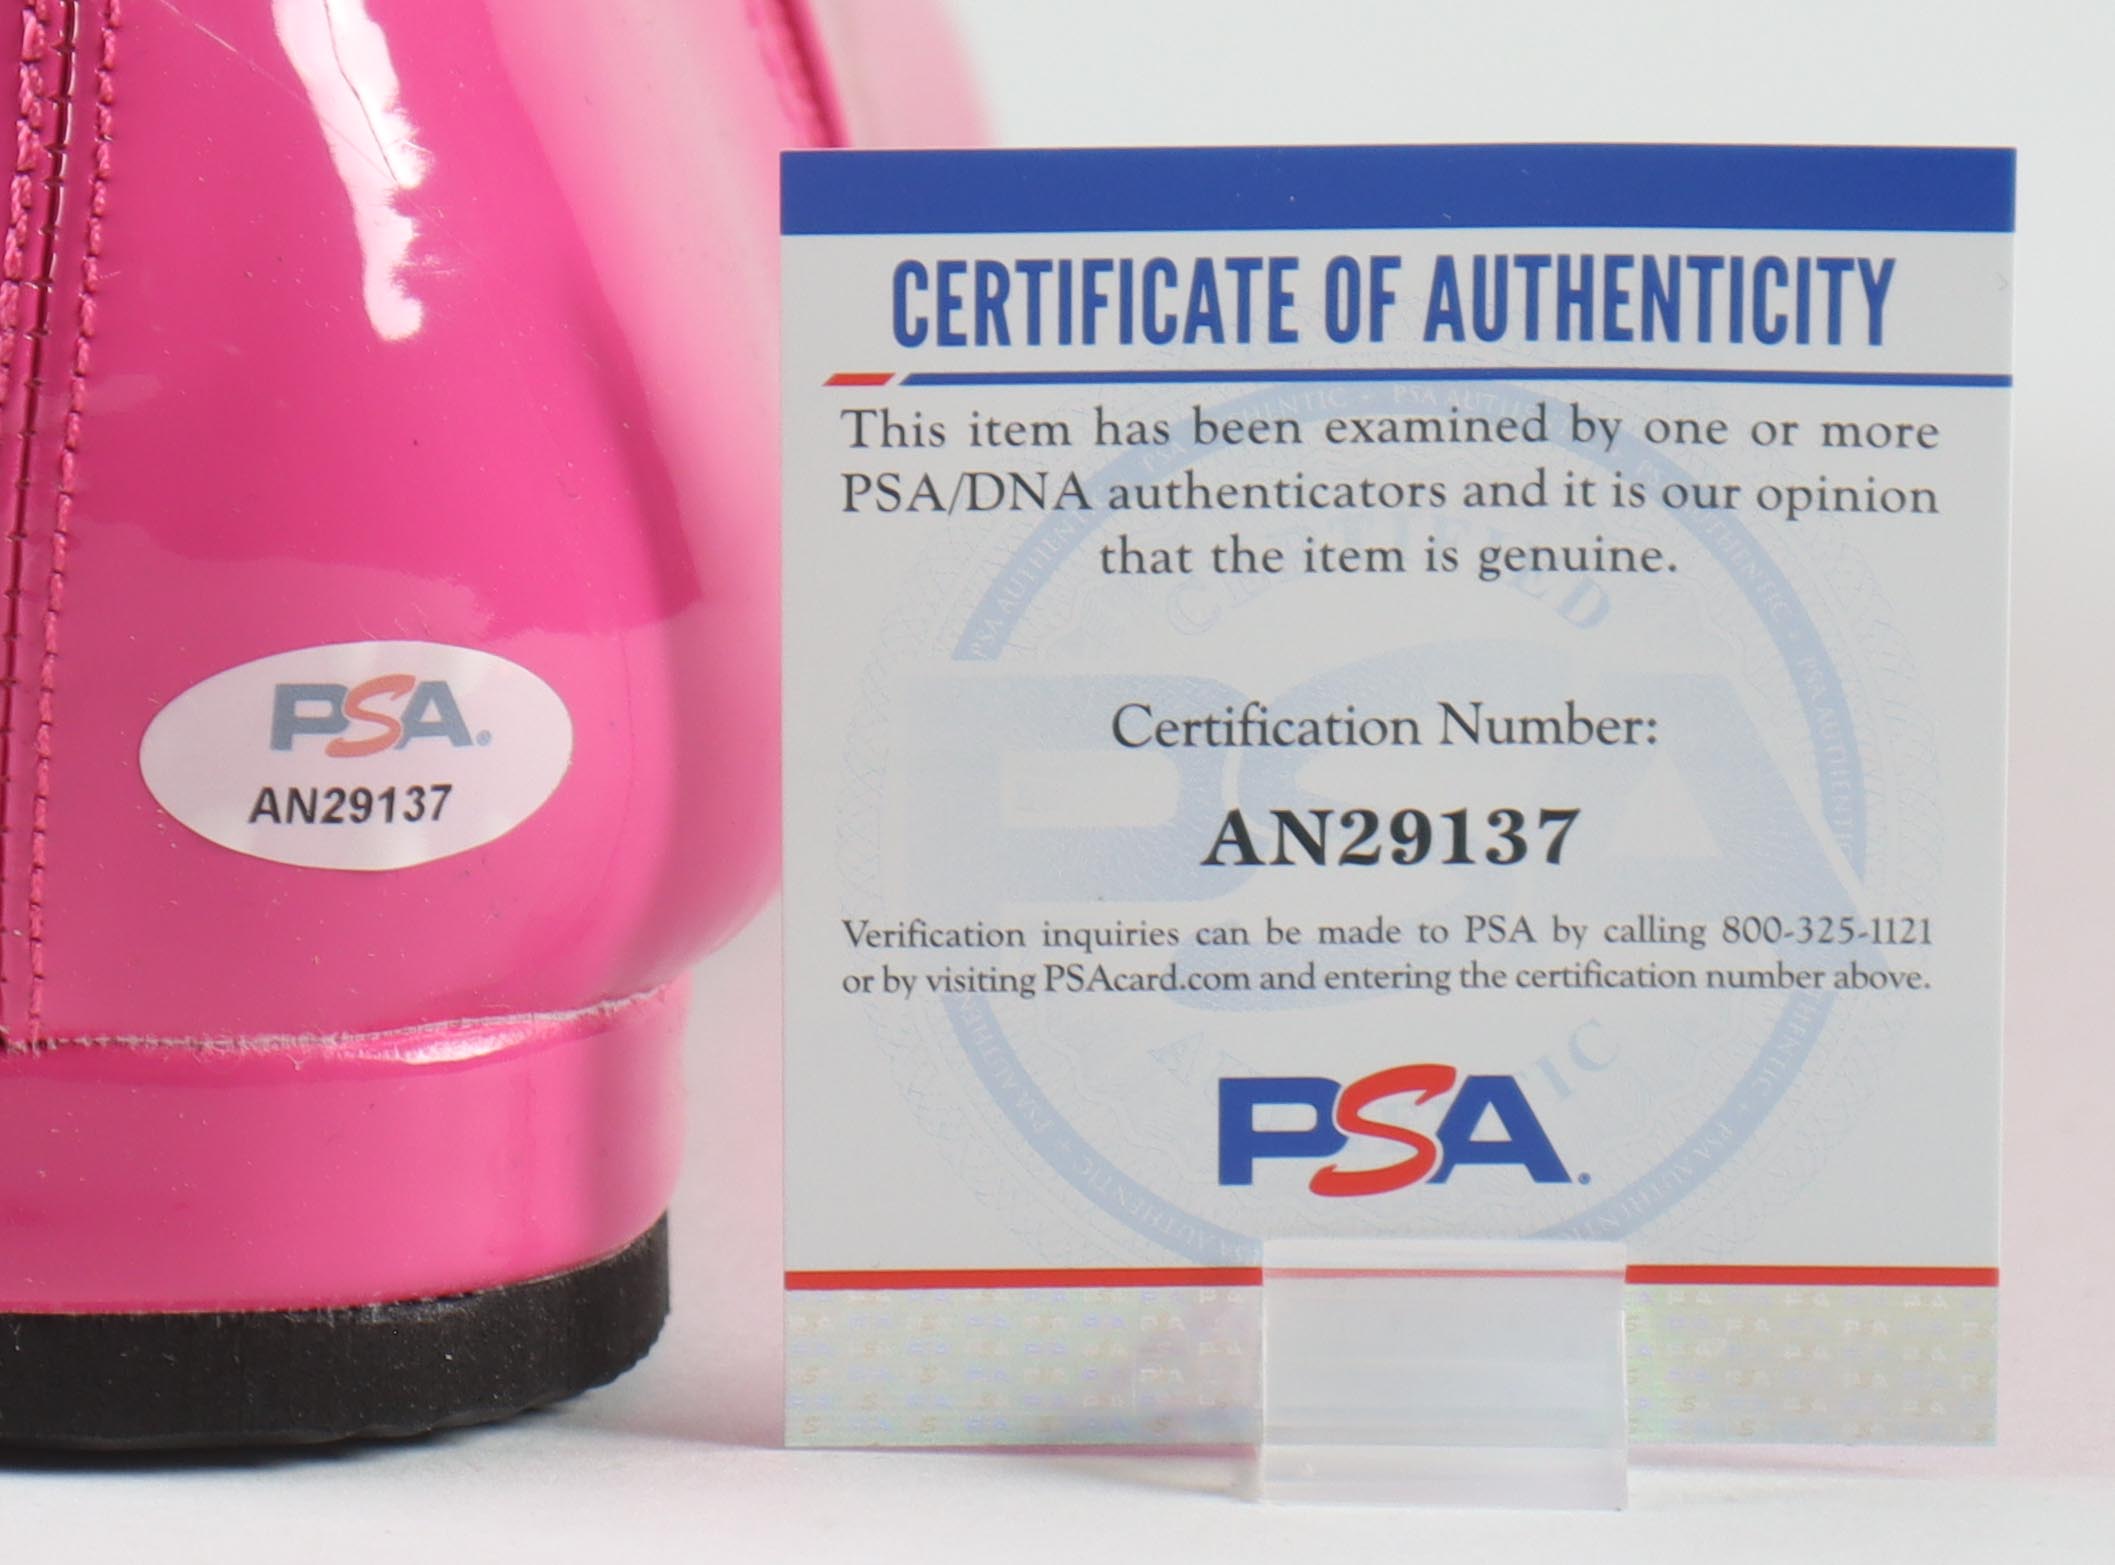 PSA.
AN29137
CERTIFICATE OF AUTHENTICITY
This item has been examined by one or more
PSA/DNA authenticators and it is our opinion
that the item is genuine.
CERTIFIED
Certification Number:
AN29137
Verification inquiries can be made to PSA by calling 800-325-1121
or by visiting PSAcard.com and entering the certification number above.
PSA.